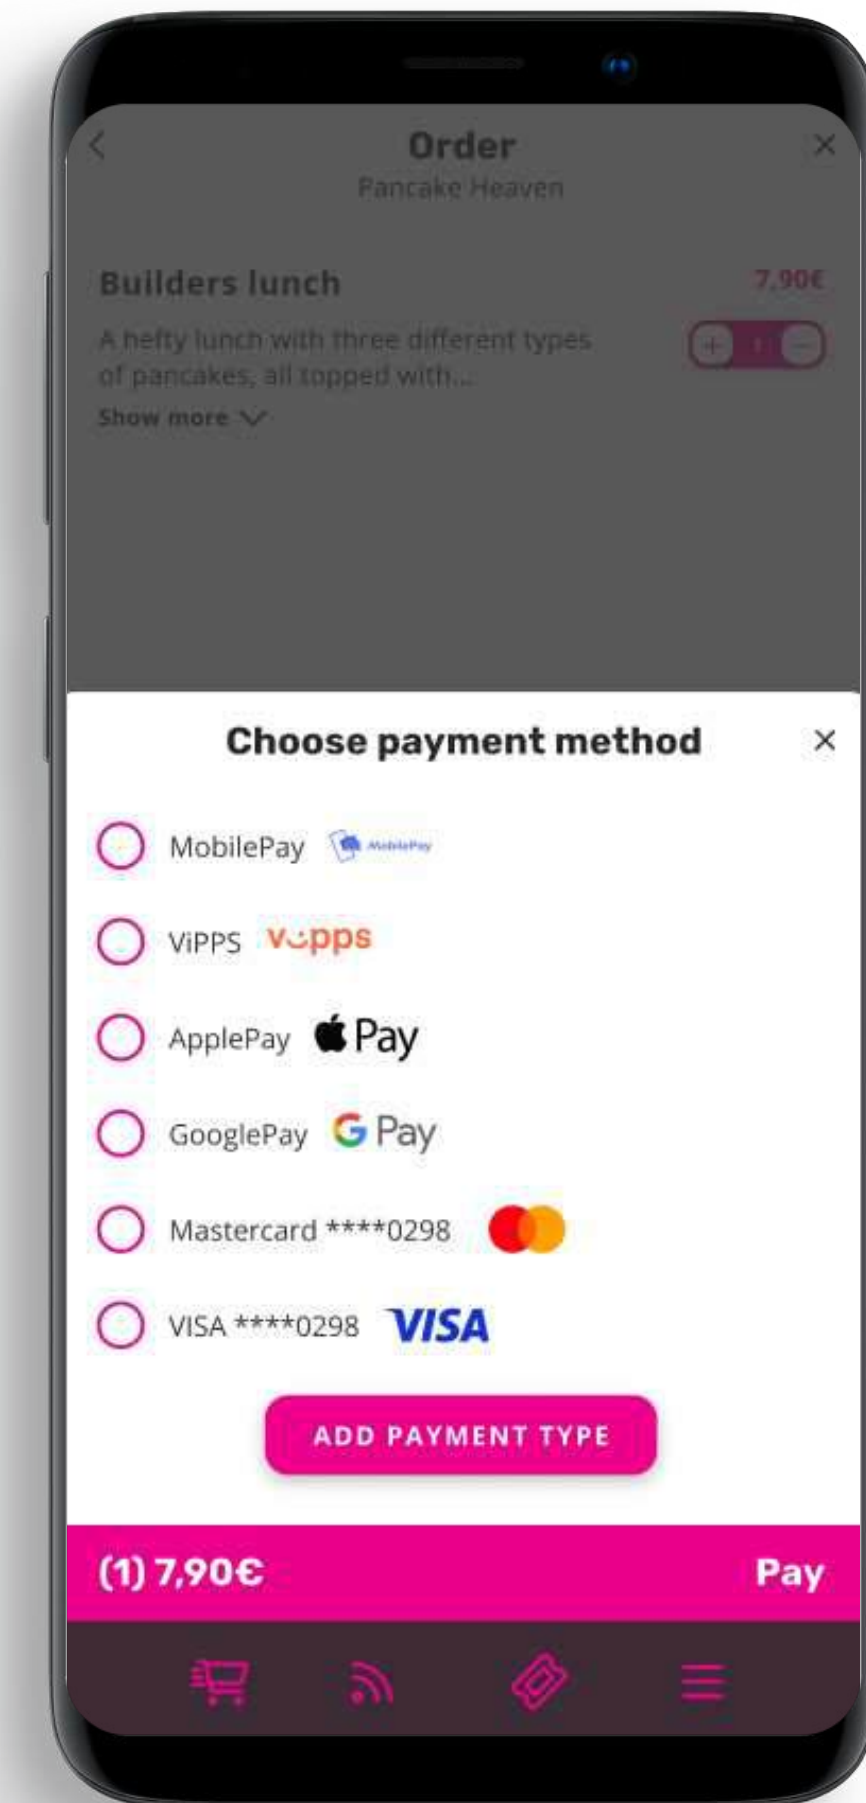 Order
Pancake Heaven
Builders lunch
7,90€
A hefty lunch with three different types
of pancakes, all topped with...
+ 1 −
Show more
Choose payment method
MobilePay MobilePay
ViPPS vipps
ApplePay Pay
GooglePay G Pay
Mastercard ****0298
VISA ****0298 VISA
ADD PAYMENT TYPE
(1) 7,90€ Pay